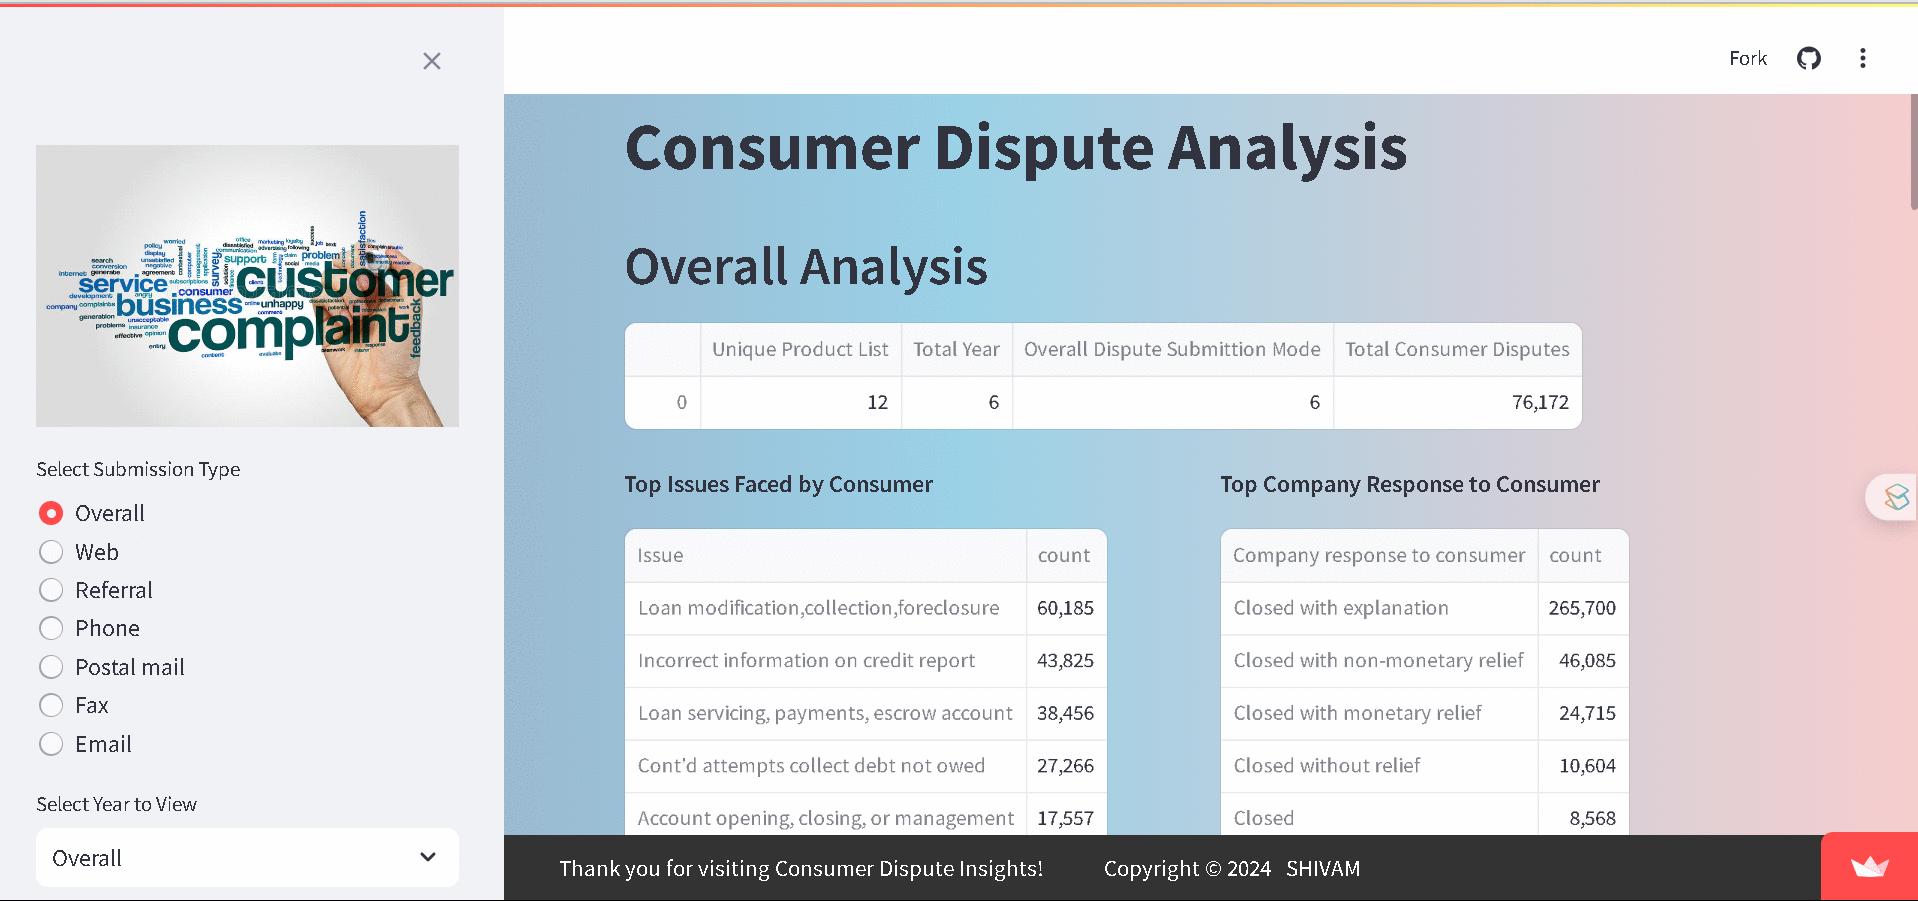 Fork
customer
service
business
complaint
consumer
support
problem
survey
unhappy
satisfaction
feedback
Select Submission Type
Overall
Web
Referral
Phone
Postal mail
Fax
Email
Select Year to View
Overall
Consumer Dispute Analysis
Overall Analysis
Unique Product List Total Year Overall Dispute Submittion Mode Total Consumer Disputes
0 12 6 6 76,172
Top Issues Faced by Consumer
Issue count
Loan modification,collection,foreclosure 60,185
Incorrect information on credit report 43,825
Loan servicing, payments, escrow account 38,456
Cont'd attempts collect debt not owed 27,266
Account opening, closing, or management 17,557
Top Company Response to Consumer
Company response to consumer count
Closed with explanation 265,700
Closed with non-monetary relief 46,085
Closed with monetary relief 24,715
Closed without relief 10,604
Closed 8,568
Thank you for visiting Consumer Dispute Insights! Copyright © 2024 SHIVAM